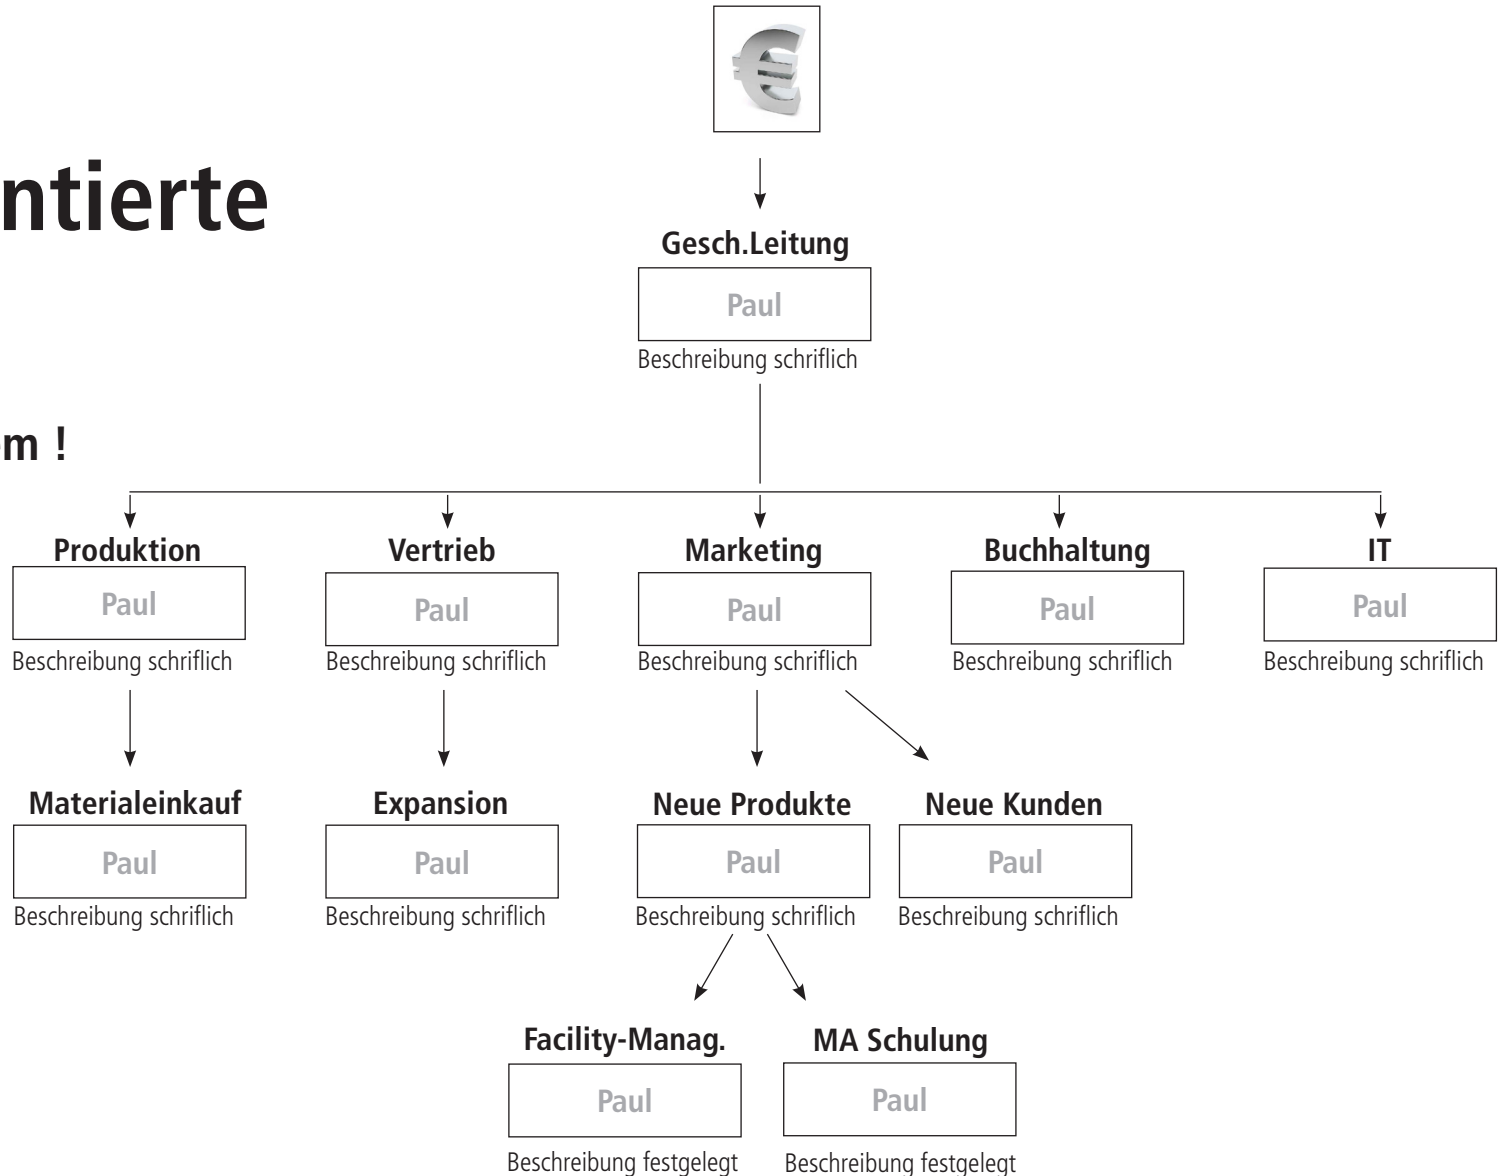 ntierte
Gesch.Leitung
Paul
Beschreibung schriflich
m !
Produktion Vertrieb Marketing Buchhaltung IT
Paul Paul Paul Paul Paul
Beschreibung schriflich Beschreibung schriflich Beschreibung schriflich Beschreibung schriflich Beschreibung schriflich
Materialeinkauf Expansion Neue Produkte Neue Kunden
Paul Paul Paul Paul
Beschreibung schriflich Beschreibung schriflich Beschreibung schriflich Beschreibung schriflich
Facility-Manag. MA Schulung
Paul Paul
Beschreibung festgelegt Beschreibung festgelegt